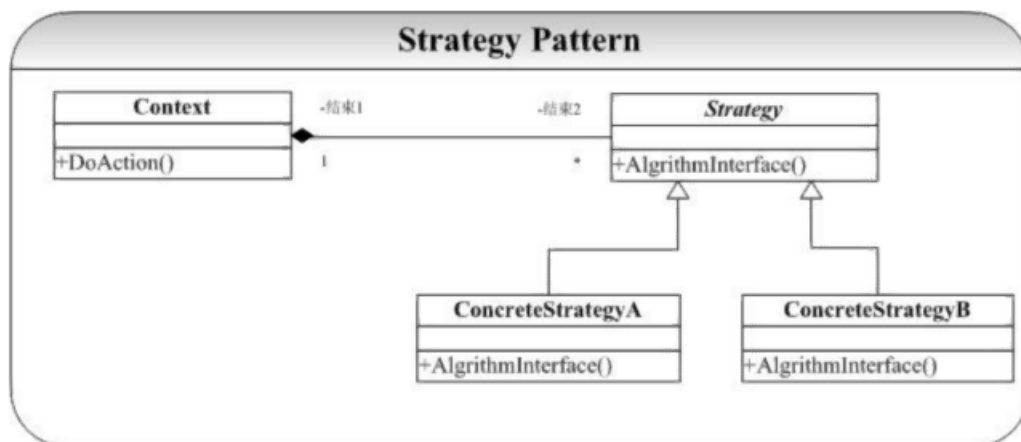 Strategy Pattern
Context
-结束1
-结束2
Strategy
+DoAction()
1
*
+AlgrithmInterface()
ConcreteStrategyA
ConcreteStrategyB
+AlgrithmInterface()
+AlgrithmInterface()